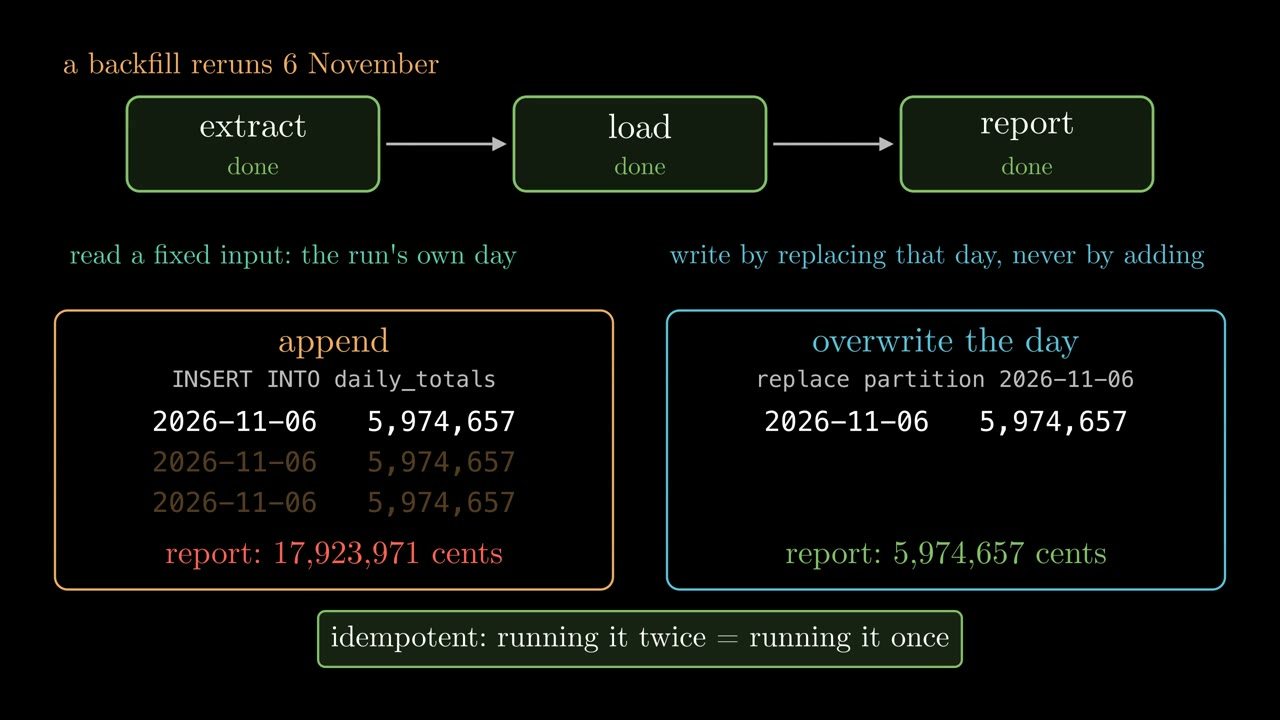 a backfill reruns 6 November
extract
done
load
done
report
done
read a fixed input: the run's own day
write by replacing that day, never by adding
append
INSERT INTO daily_totals
2026-11-06 5,974,657
2026-11-06 5,974,657
2026-11-06 5,974,657
report: 17,923,971 cents
overwrite the day
replace partition 2026-11-06
2026-11-06 5,974,657
report: 5,974,657 cents
idempotent: running it twice = running it once